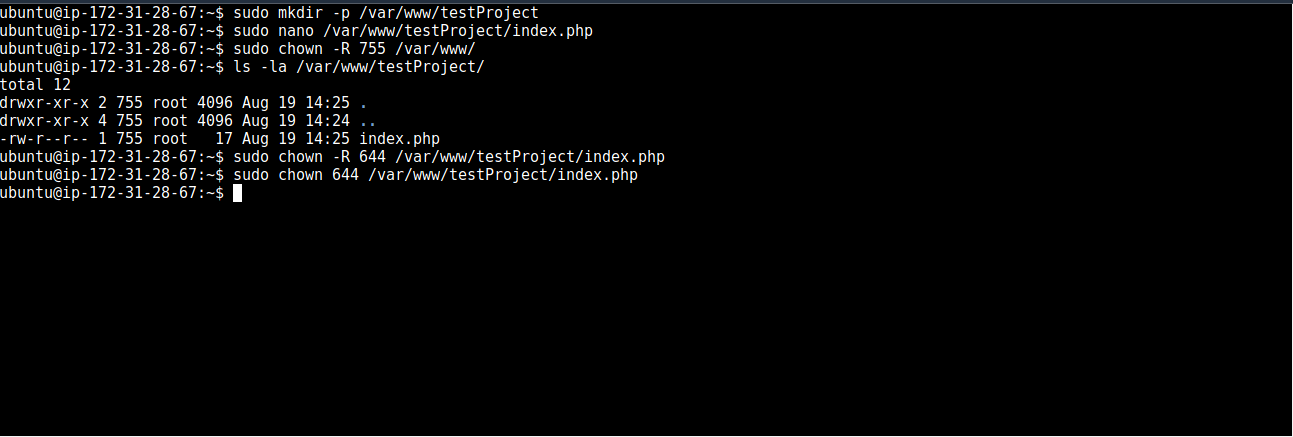 ubuntu@ip-172-31-28-67:~$ sudo mkdir -p /var/www/testProject
ubuntu@ip-172-31-28-67:~$ sudo nano /var/www/testProject/index.php
ubuntu@ip-172-31-28-67:~$ sudo chown -R 755 /var/www/
ubuntu@ip-172-31-28-67:~$ ls -la /var/www/testProject/
total 12
drwxr-xr-x 2 755 root 4096 Aug 19 14:25 .
drwxr-xr-x 4 755 root 4096 Aug 19 14:24 ..
-rw-r--r-- 1 755 root   17 Aug 19 14:25 index.php
ubuntu@ip-172-31-28-67:~$ sudo chown -R 644 /var/www/testProject/index.php
ubuntu@ip-172-31-28-67:~$ sudo chown 644 /var/www/testProject/index.php
ubuntu@ip-172-31-28-67:~$